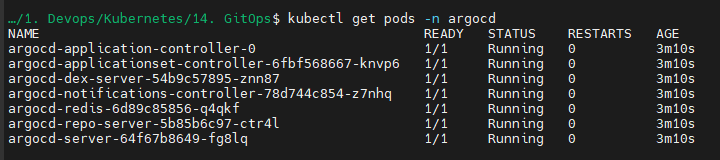 …/1. Devops/Kubernetes/14. GitOps$ kubectl get pods -n argocd
NAME READY STATUS RESTARTS AGE
argocd-application-controller-0 1/1 Running 0 3m10s
argocd-applicationset-controller-6fbf568667-knvp6 1/1 Running 0 3m10s
argocd-dex-server-54b9c57895-znn87 1/1 Running 0 3m10s
argocd-notifications-controller-78d744c854-z7nhq 1/1 Running 0 3m10s
argocd-redis-6d89c85856-q4qkf 1/1 Running 0 3m10s
argocd-repo-server-5b85b6c97-ctr4l 1/1 Running 0 3m10s
argocd-server-64f67b8649-fg8lq 1/1 Running 0 3m10s